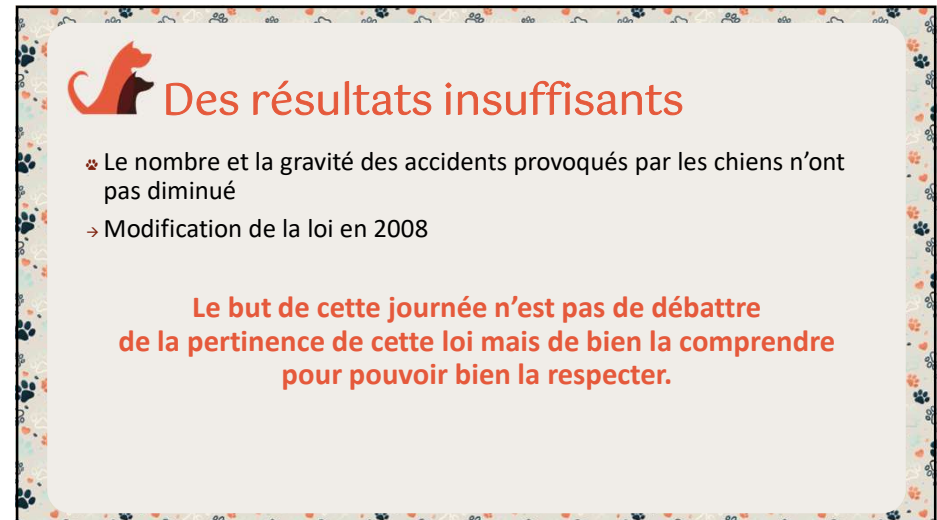 Des résultats insuffisants
Le nombre et la gravité des accidents provoqués par les chiens n’ont
pas diminué
→ Modification de la loi en 2008
Le but de cette journée n’est pas de débattre
de la pertinence de cette loi mais de bien la comprendre
pour pouvoir bien la respecter.